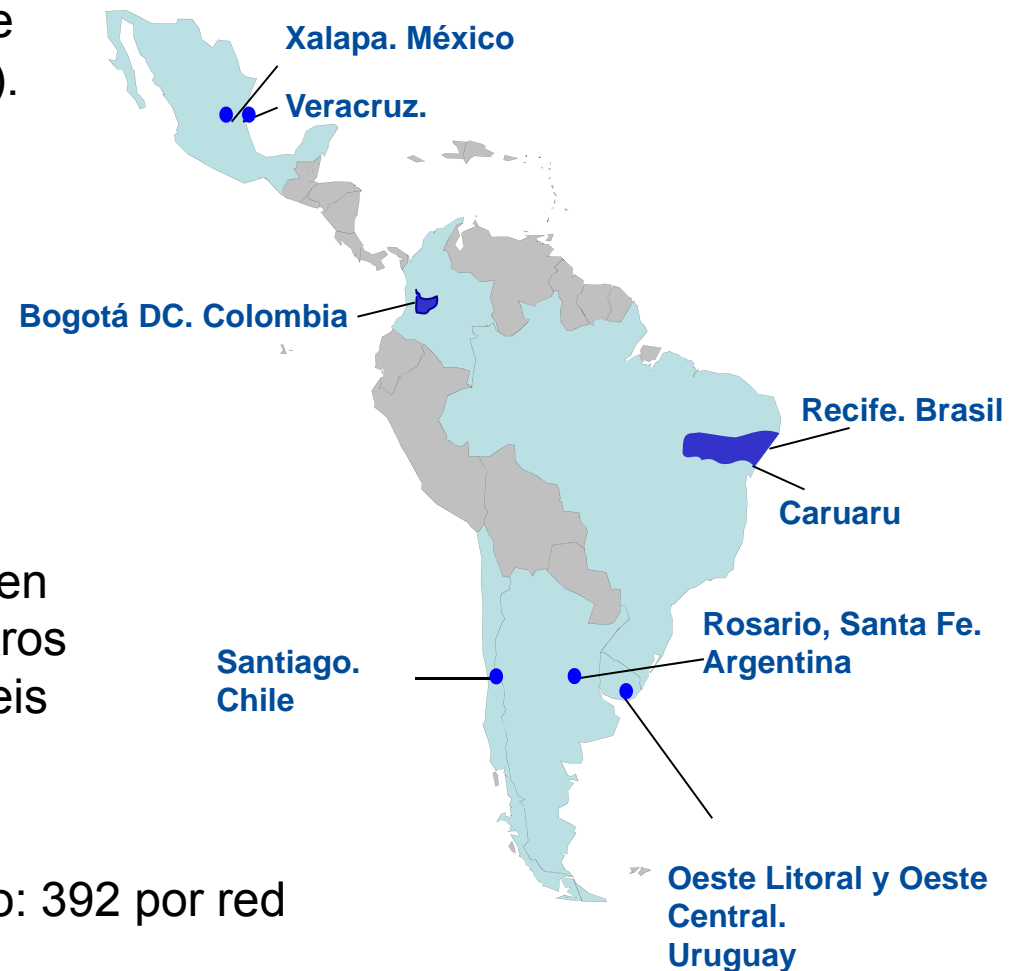 e
).
Xalapa. México
Veracruz.
Bogotá DC. Colombia
Recife. Brasil
Caruaru
en
ros
eis
Santiago.
Chile
Rosario, Santa Fe.
Argentina
o: 392 por red
Oeste Litoral y Oeste
Central.
Uruguay